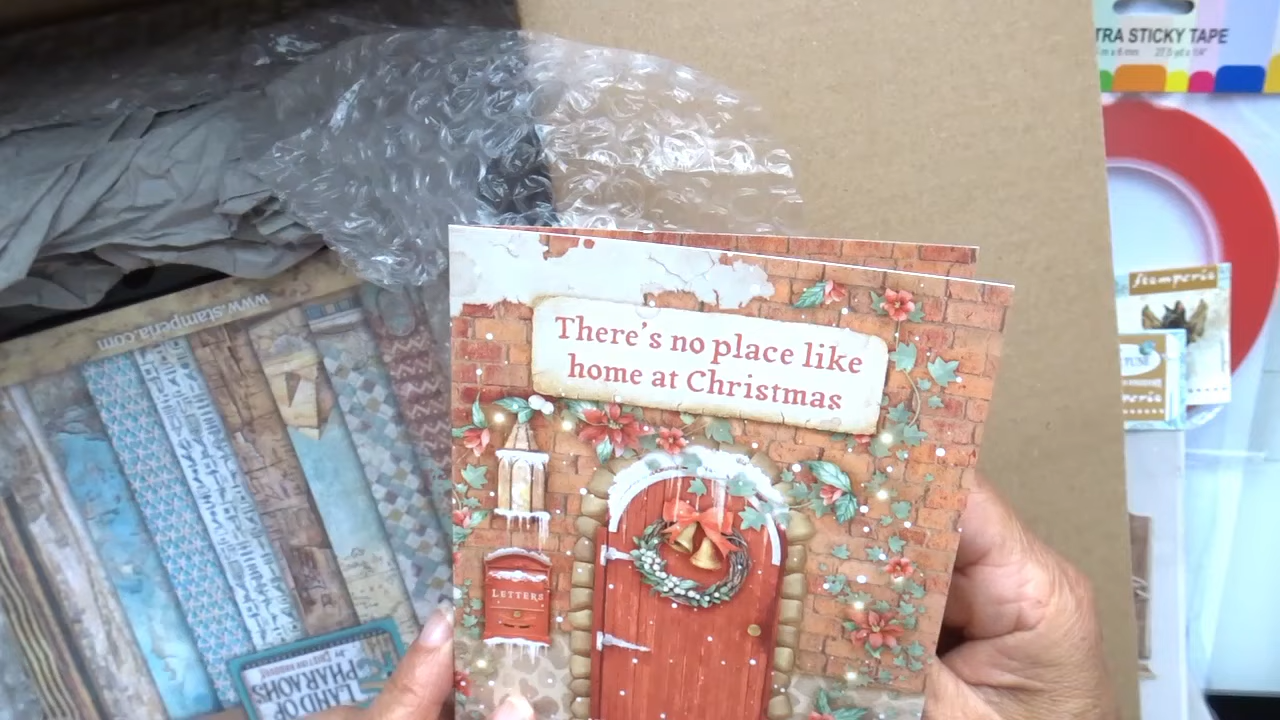 There's no place like
home at Christmas
LETTERS
www.stamperia.com
LAND OF
PHARAOHS
TRA STICKY TAPE
stamperia